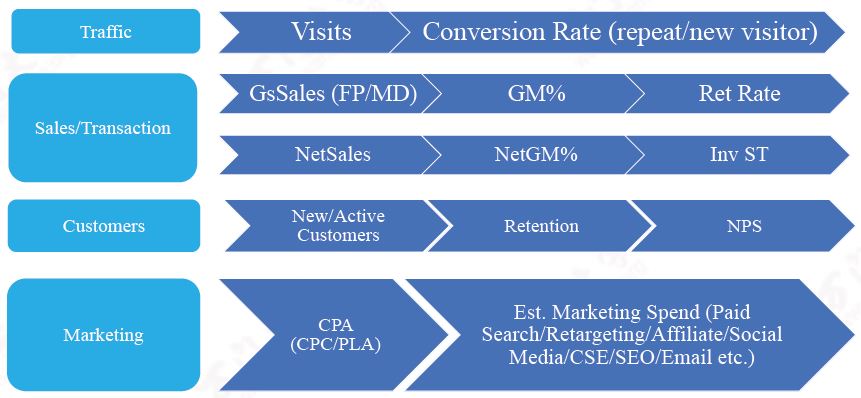 Traffic
Visits
Conversion Rate (repeat/new visitor)
Sales/Transaction
GsSales (FP/MD)
GM%
Ret Rate
NetSales
NetGM%
Inv ST
Customers
New/Active
Customers
Retention
NPS
Marketing
CPA
(CPC/PLA)
Est. Marketing Spend (Paid
Search/Retargeting/Affiliate/Social
Media/CSE/SEO/Email etc.)